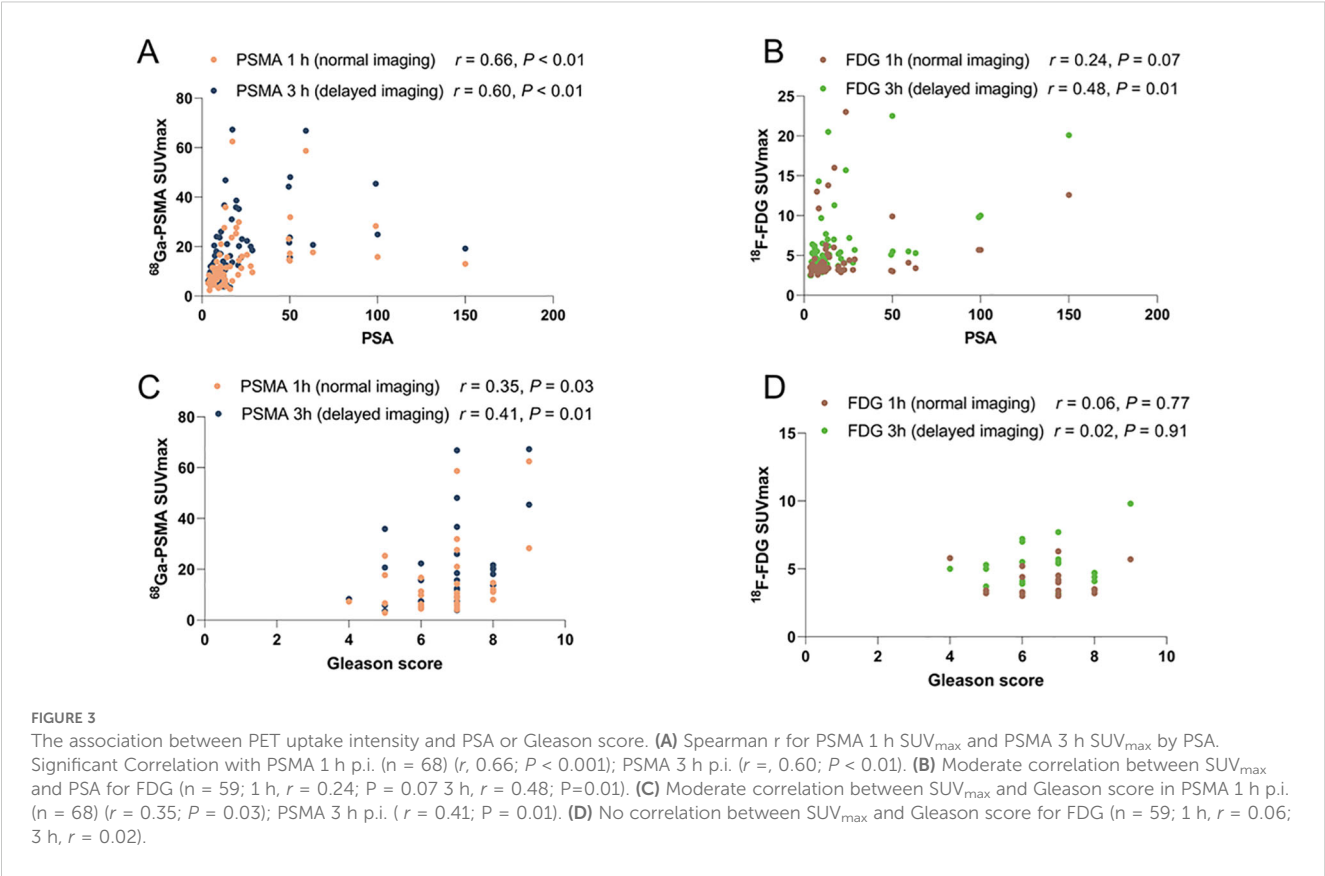 A
PSMA 1 h (normal imaging) r = 0.66, P < 0.01
PSMA 3 h (delayed imaging) r = 0.60, P < 0.01
80
60
40
20
0
68Ga-PSMA SUVmax
0 50 100 150 200
PSA
B
FDG 1h (normal imaging) r = 0.24, P = 0.07
FDG 3h (delayed imaging) r = 0.48, P = 0.01
25
20
15
10
5
0
18F-FDG SUVmax
0 50 100 150 200
PSA
C
PSMA 1h (normal imaging) r = 0.35, P = 0.03
PSMA 3h (delayed imaging) r = 0.41, P = 0.01
80
60
40
20
0
68Ga-PSMA SUVmax
0 2 4 6 8 10
Gleason score
D
FDG 1h (normal imaging) r = 0.06, P = 0.77
FDG 3h (delayed imaging) r = 0.02, P = 0.91
15
10
5
0
18F-FDG SUVmax
0 2 4 6 8 10
Gleason score
FIGURE 3
The association between PET uptake intensity and PSA or Gleason score. (A) Spearman r for PSMA 1 h SUVmax and PSMA 3 h SUVmax by PSA.
Significant Correlation with PSMA 1 h p.i. (n = 68) (r, 0.66; P < 0.001); PSMA 3 h p.i. (r =, 0.60; P < 0.01). (B) Moderate correlation between SUVmax
and PSA for FDG (n = 59; 1 h, r = 0.24; P = 0.07 3 h, r = 0.48; P=0.01). (C) Moderate correlation between SUVmax and Gleason score in PSMA 1 h p.i.
(n = 68) (r = 0.35; P = 0.03); PSMA 3 h p.i. ( r = 0.41; P = 0.01). (D) No correlation between SUVmax and Gleason score for FDG (n = 59; 1 h, r = 0.06;
3 h, r = 0.02).